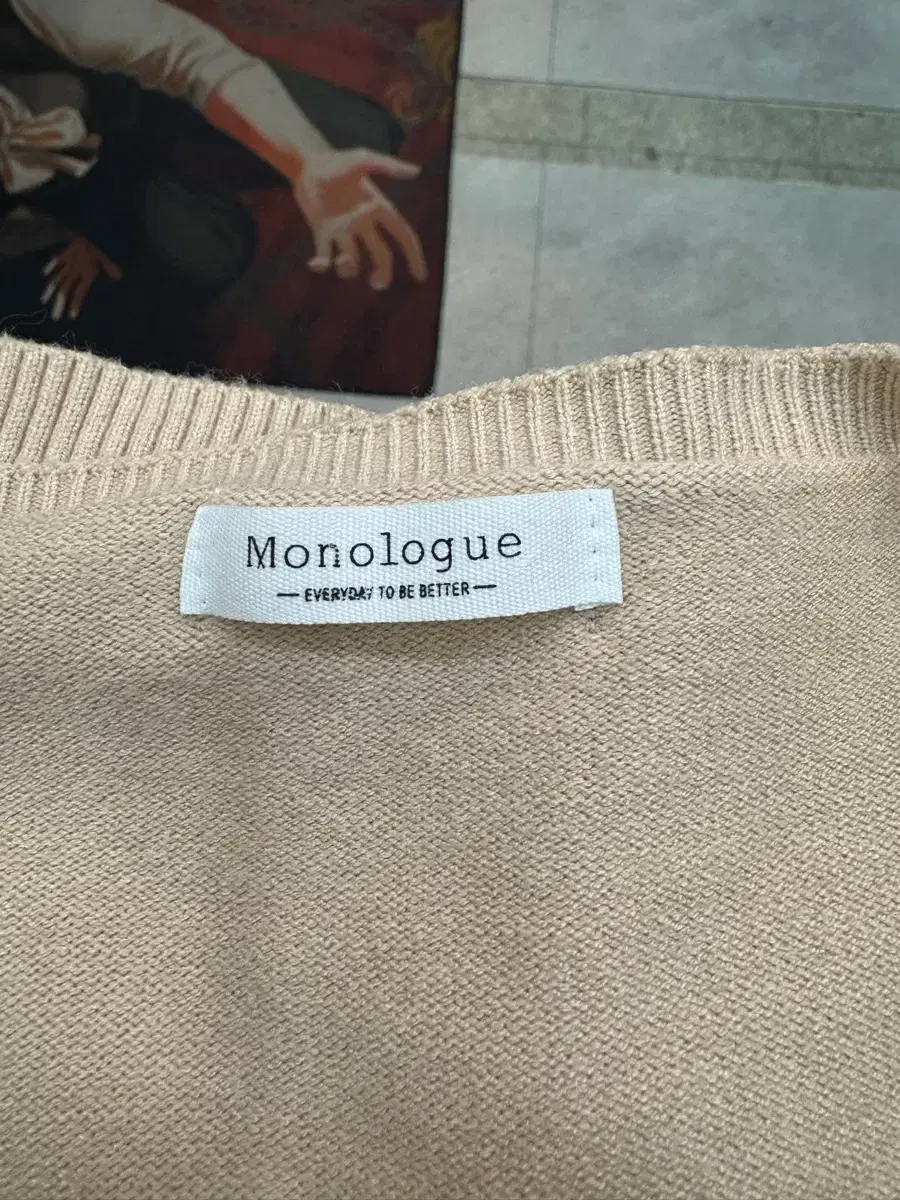 Monologue
— EVERYDAY TO BE BETTER —